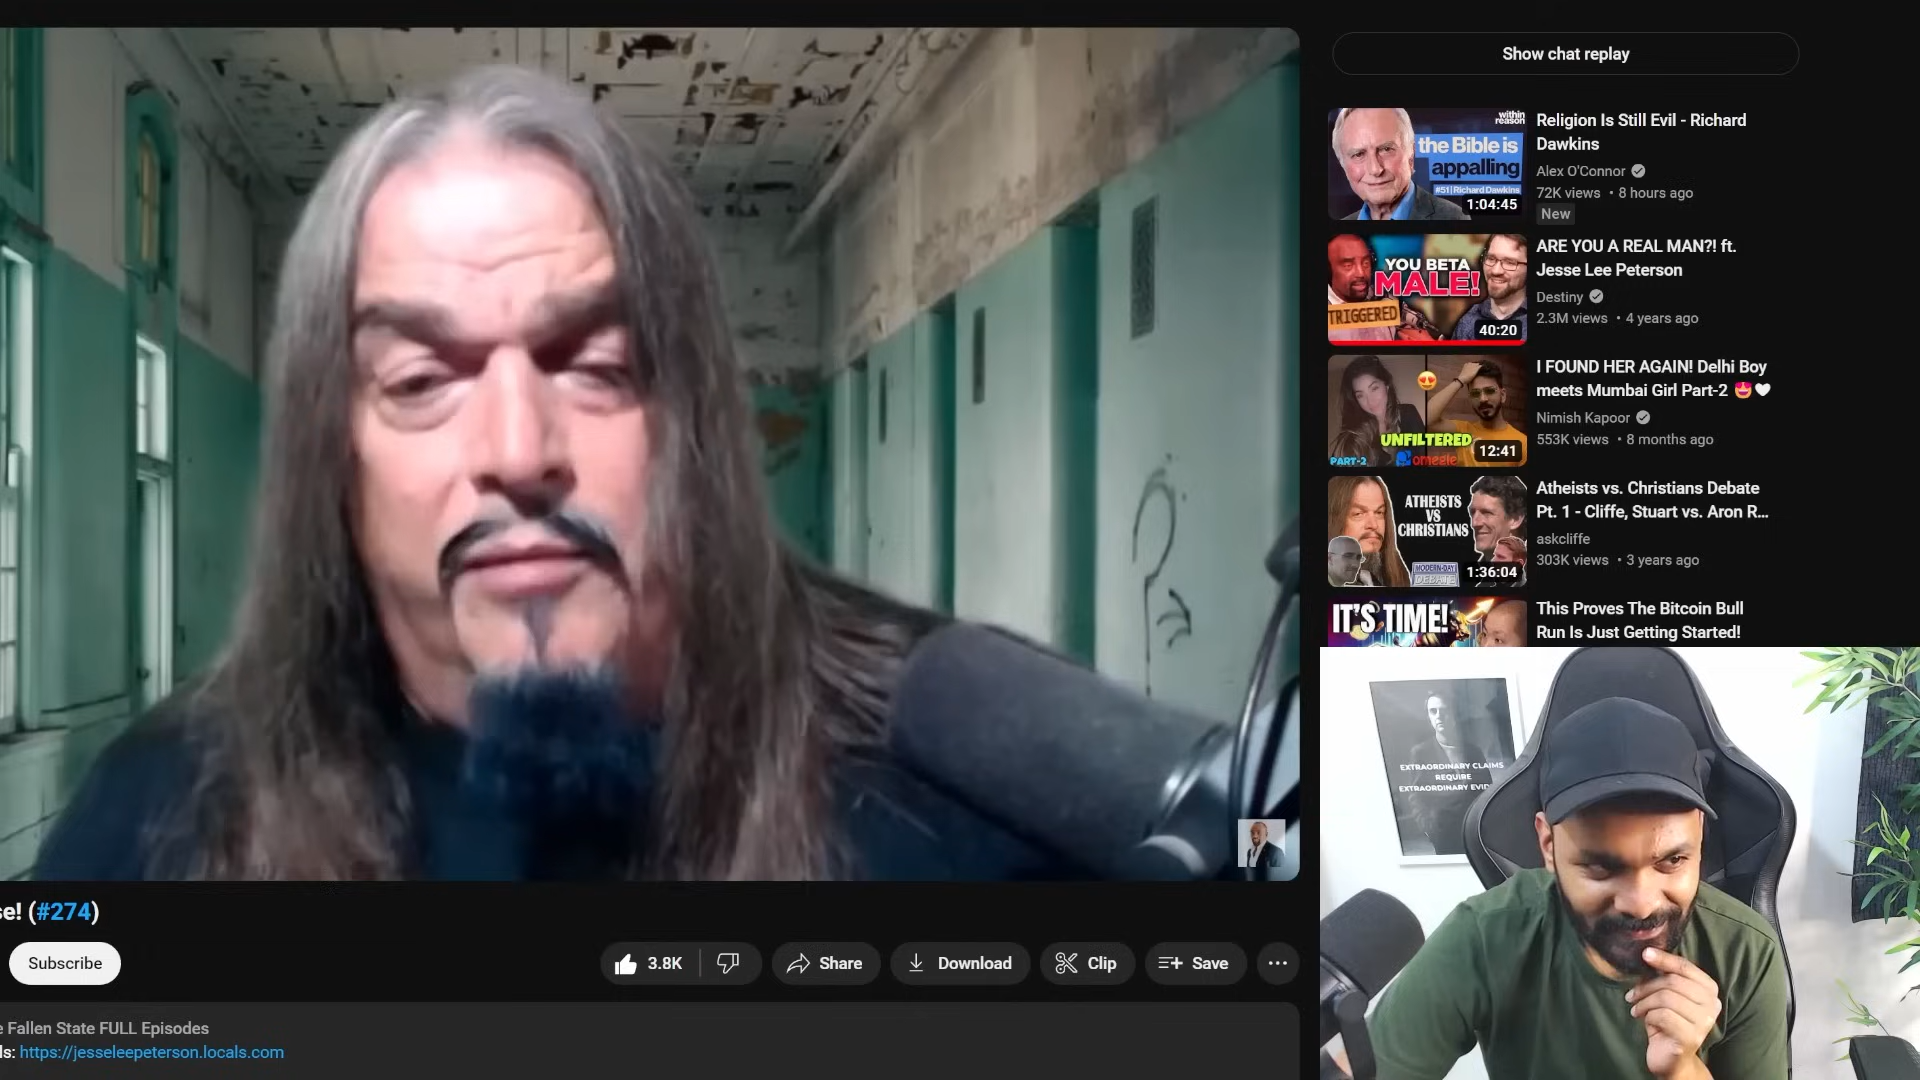 Show chat replay
within
reason
the Bible is
appalling
#51|Richard Dawkins
1:04:45
Religion Is Still Evil - Richard
Dawkins
Alex O'Connor
72K views • 8 hours ago
New
YOU BETA
MALE!
TRIGGERED
40:20
ARE YOU A REAL MAN?! ft.
Jesse Lee Peterson
Destiny
2.3M views • 4 years ago
UNFILTERED
PART-2
omegle
12:41
I FOUND HER AGAIN! Delhi Boy
meets Mumbai Girl Part-2 🤩🤍
Nimish Kapoor
553K views • 8 months ago
ATHEISTS
VS
CHRISTIANS
MODERN-DAY
DEBATE
1:36:04
Atheists vs. Christians Debate
Pt. 1 - Cliffe, Stuart vs. Aron R...
askcliffe
303K views • 3 years ago
IT'S TIME!
This Proves The Bitcoin Bull
Run Is Just Getting Started!
EXTRAORDINARY CLAIMS
REQUIRE
EXTRAORDINARY EVID
se! (#274)
Subscribe
3.8K
Share
Download
Clip
Save
e Fallen State FULL Episodes
ls: https://jesseleepeterson.locals.com